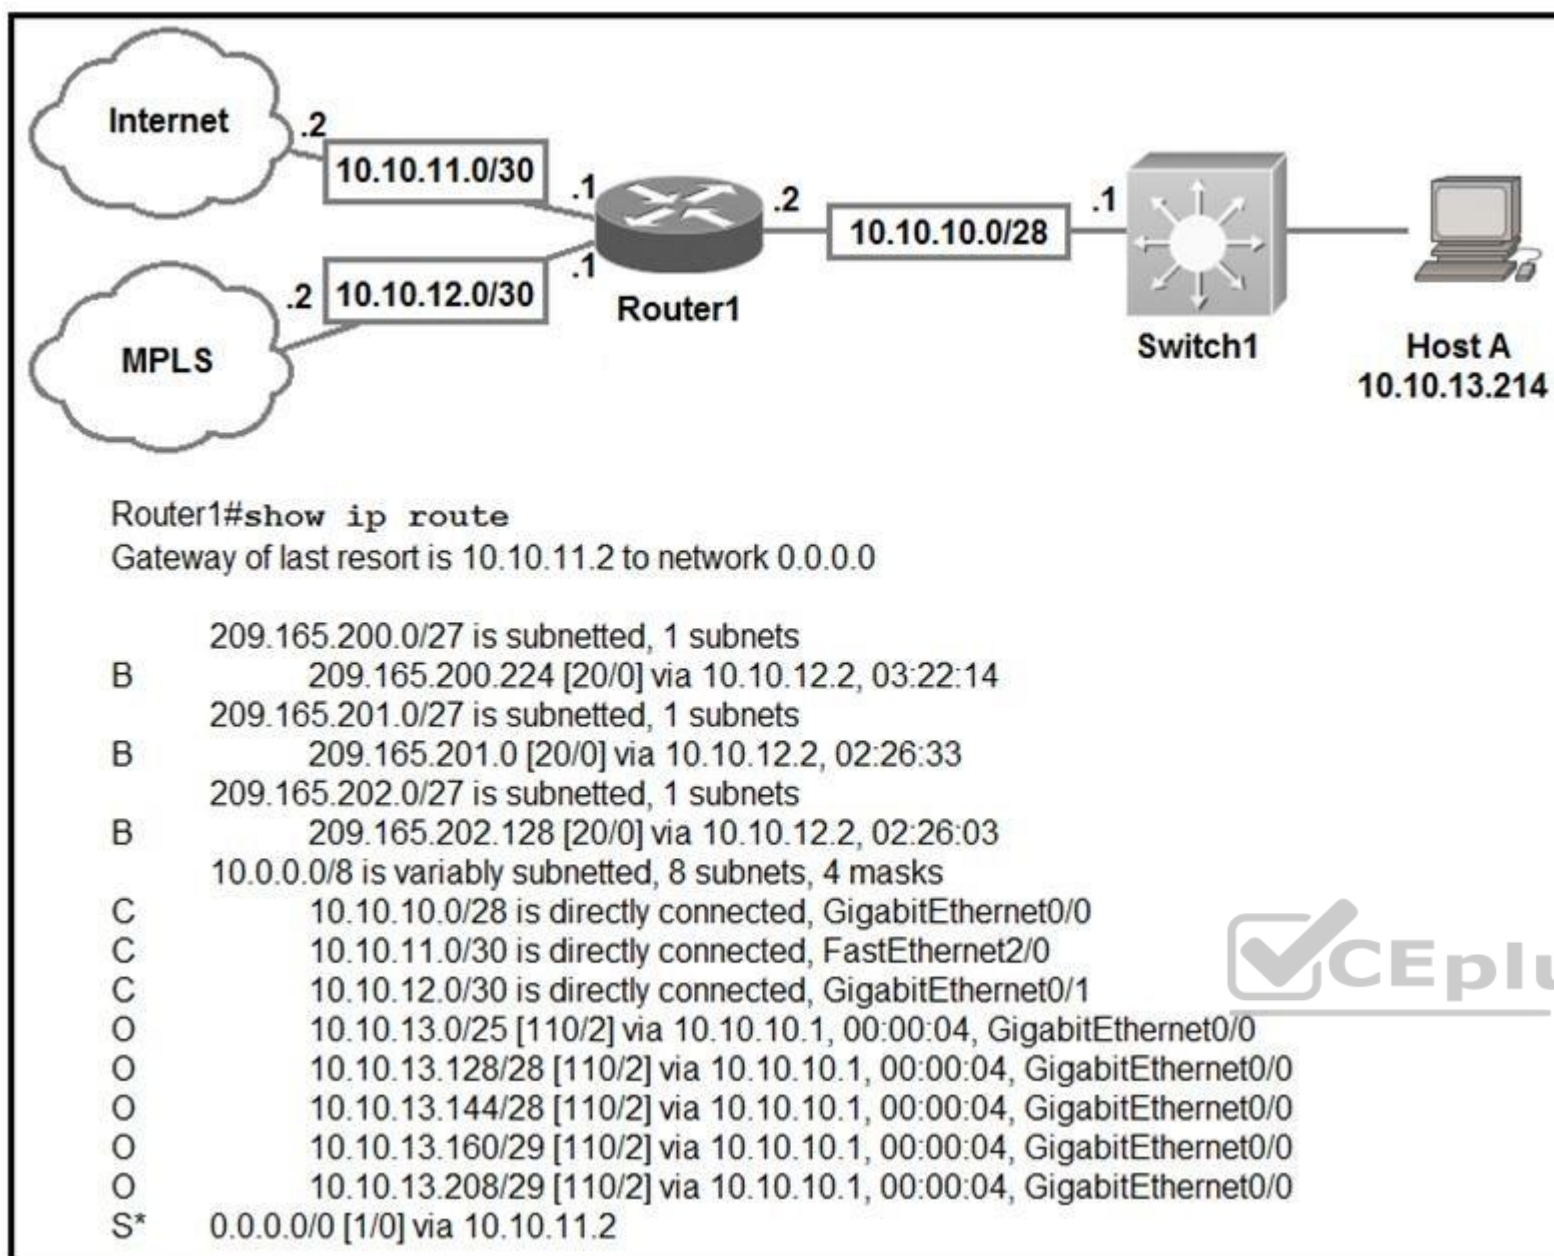 Internet
.2
10.10.11.0/30
.1
.2
10.10.10.0/28
.1
.2
10.10.12.0/30
.1
Router1
MPLS
Switch1
Host A
10.10.13.214
Router1#show ip route
Gateway of last resort is 10.10.11.2 to network 0.0.0.0
209.165.200.0/27 is subnetted, 1 subnets
B 209.165.200.224 [20/0] via 10.10.12.2, 03:22:14
209.165.201.0/27 is subnetted, 1 subnets
B 209.165.201.0 [20/0] via 10.10.12.2, 02:26:33
209.165.202.0/27 is subnetted, 1 subnets
B 209.165.202.128 [20/0] via 10.10.12.2, 02:26:03
10.0.0.0/8 is variably subnetted, 8 subnets, 4 masks
C 10.10.10.0/28 is directly connected, GigabitEthernet0/0
C 10.10.11.0/30 is directly connected, FastEthernet2/0
C 10.10.12.0/30 is directly connected, GigabitEthernet0/1
O 10.10.13.0/25 [110/2] via 10.10.10.1, 00:00:04, GigabitEthernet0/0
O 10.10.13.128/28 [110/2] via 10.10.10.1, 00:00:04, GigabitEthernet0/0
O 10.10.13.144/28 [110/2] via 10.10.10.1, 00:00:04, GigabitEthernet0/0
O 10.10.13.160/29 [110/2] via 10.10.10.1, 00:00:04, GigabitEthernet0/0
O 10.10.13.208/29 [110/2] via 10.10.10.1, 00:00:04, GigabitEthernet0/0
S* 0.0.0.0/0 [1/0] via 10.10.11.2